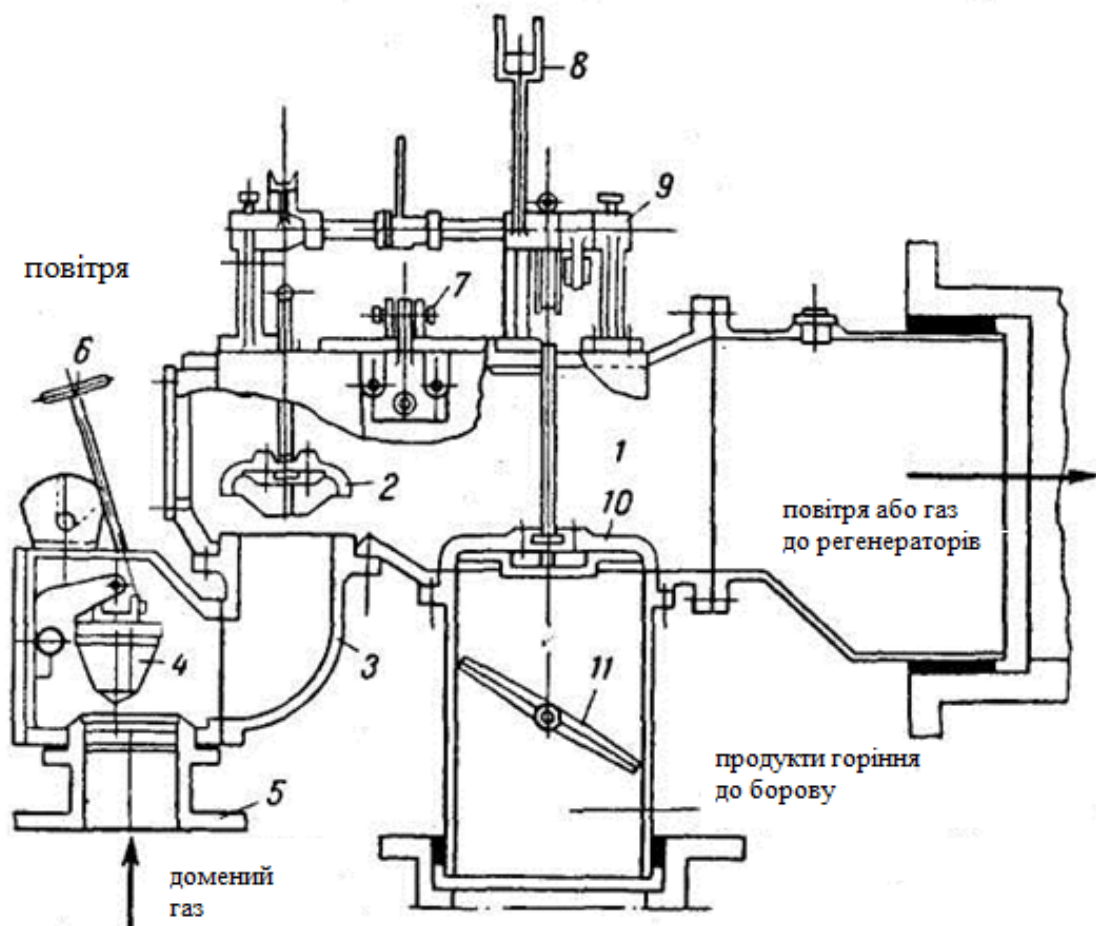 8
9
повітря
7
6
2
1
10
повітря або газ
до регенераторів
3
4
11
продукти горіння
до борову
5
домений
газ